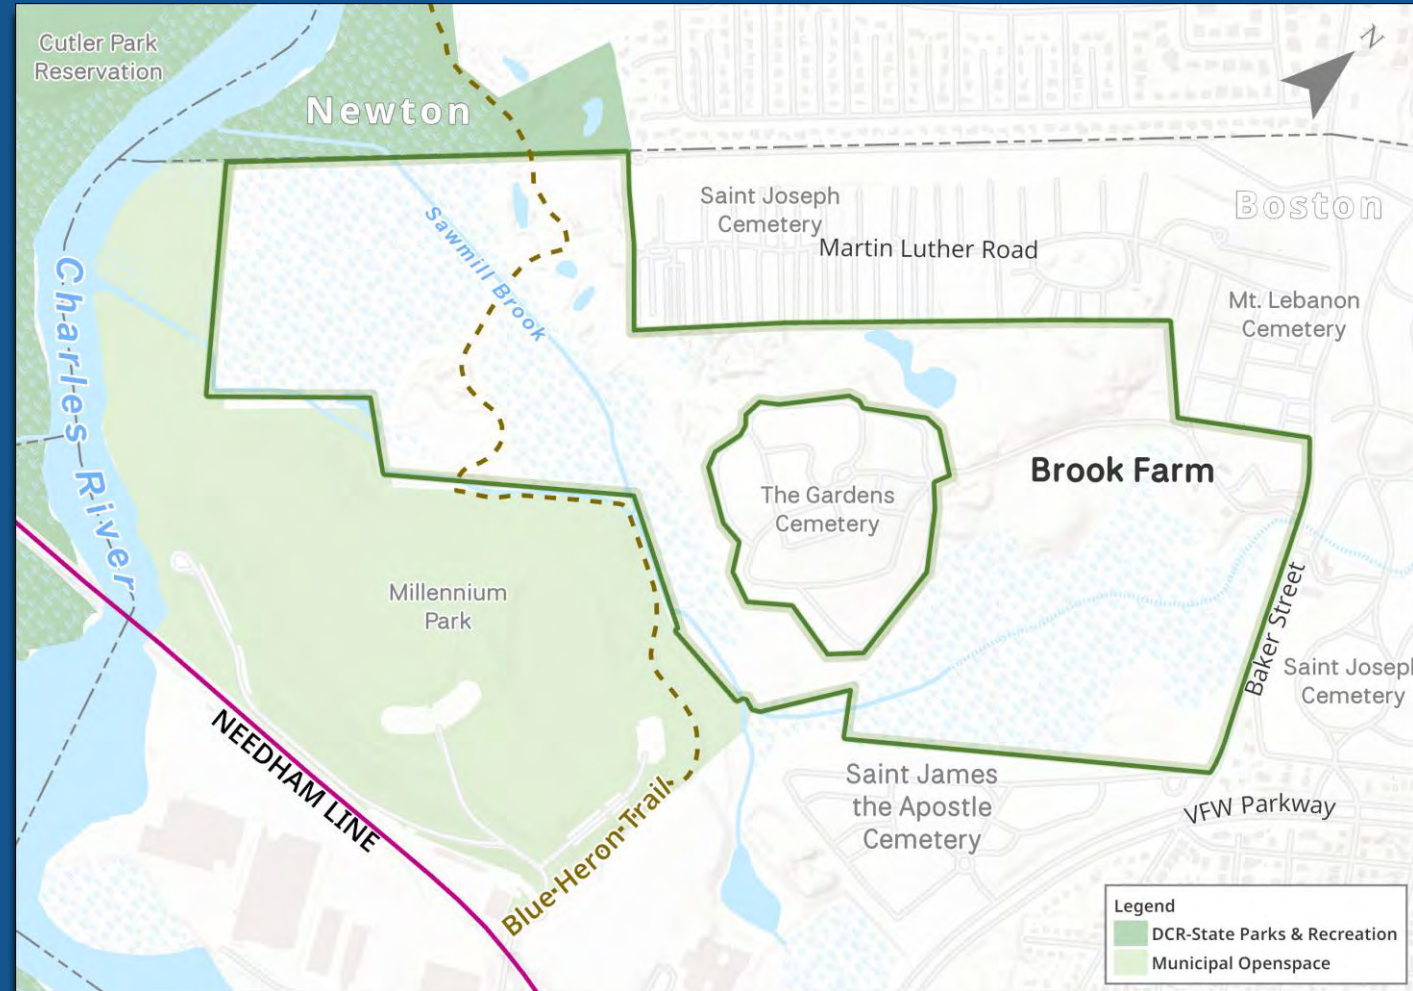 Cutler Park
Reservation
Newton
N
Saint Joseph
Cemetery
Boston
Martin Luther Road
Sawmill Brook
Mt. Lebanon
Cemetery
Charles River
Brook Farm
The Gardens
Cemetery
Millennium
Park
Baker Street
Saint Joseph
Cemetery
NEEDHAM LINE
Saint James
the Apostle
Cemetery
VFW Parkway
Blue Heron Trail
Legend
DCR-State Parks & Recreation
Municipal Openspace